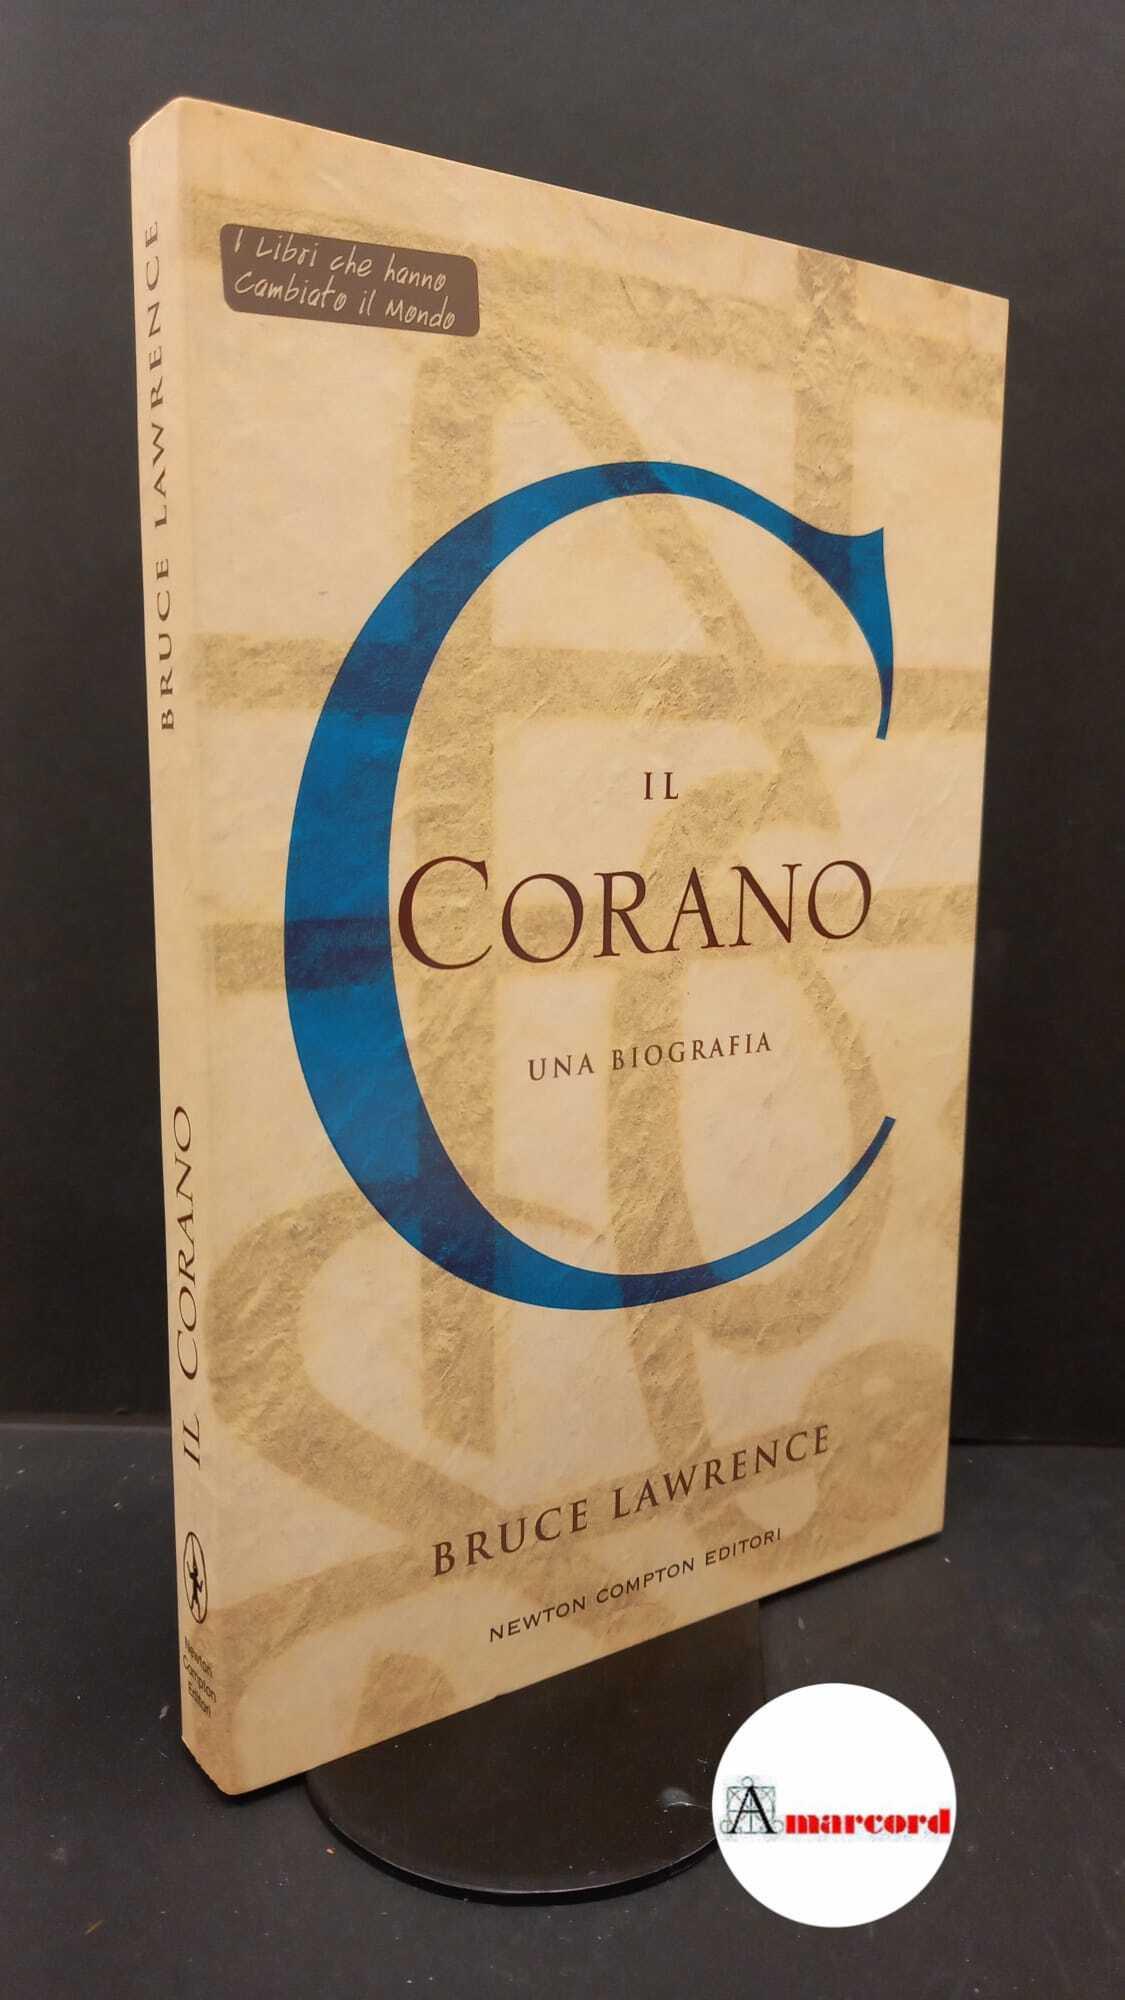 I Libri che hanno
Cambiato il Mondo
IL
CORANO
UNA BIOGRAFIA
BRUCE LAWRENCE
NEWTON COMPTON EDITORI
BRUCE LAWRENCE
IL CORANO
Newton
Compton
Editori
Amarcord